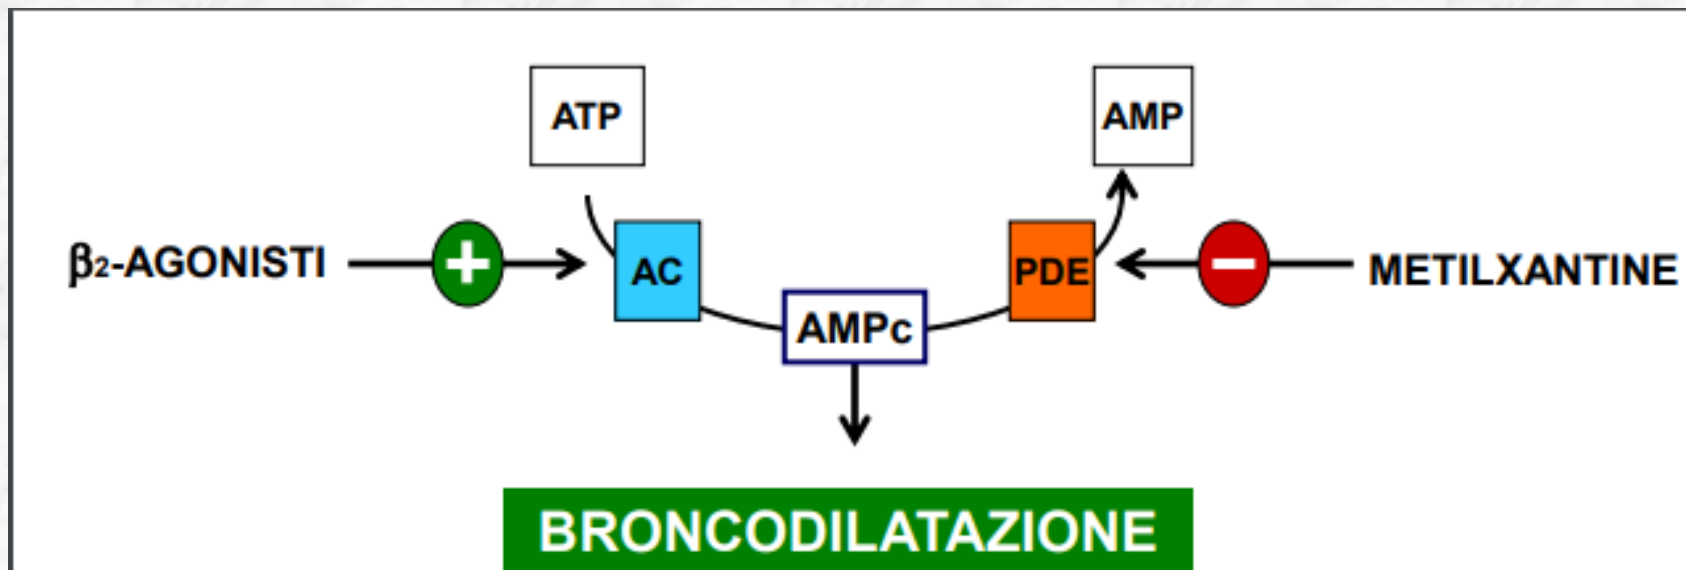 ATP
AMP
β2-AGONISTI
+
AC
PDE
−
METILXANTINE
AMPc
BRONCODILATAZIONE